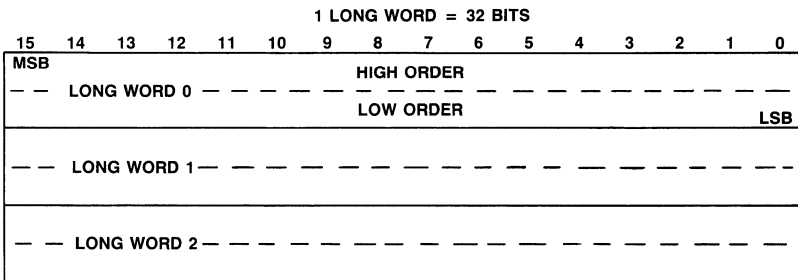 1 LONG WORD = 32 BITS
15 14 13 12 11 10 9 8 7 6 5 4 3 2 1 0
MSB
HIGH ORDER
LONG WORD 0
LOW ORDER
LSB
LONG WORD 1
LONG WORD 2